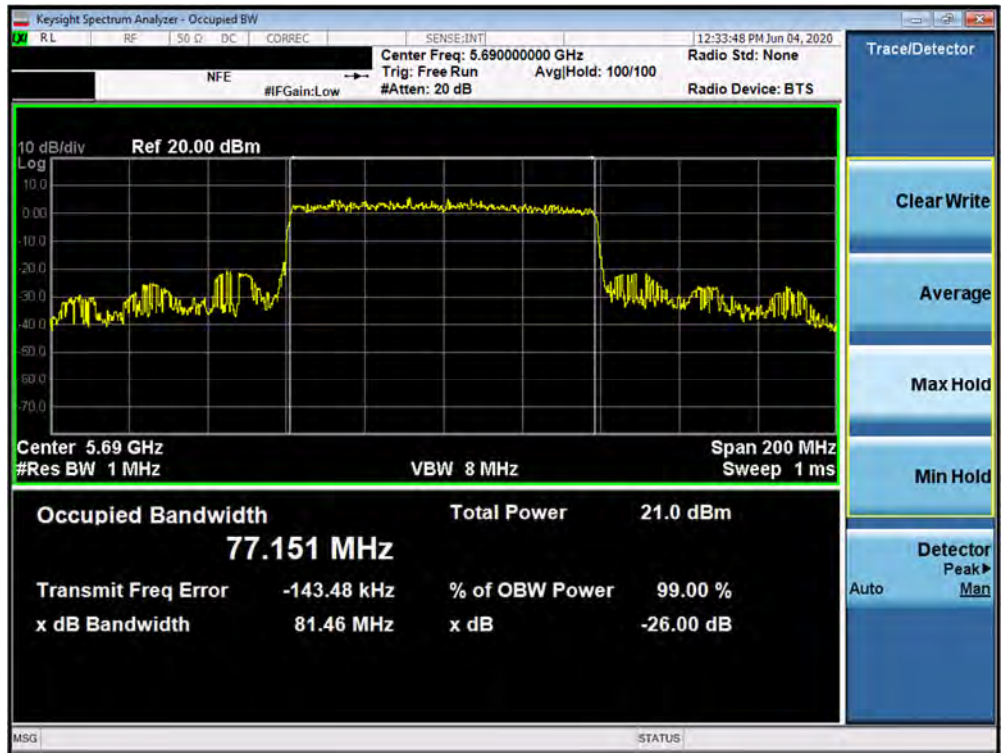 Keysight Spectrum Analyzer - Occupied BW
RL RF 50 Ω DC CORREC SENSE:INT 12:33:48 PM Jun 04, 2020
Center Freq: 5.690000000 GHz Radio Std: None
NFE Trig: Free Run Avg|Hold: 100/100
#IFGain:Low #Atten: 20 dB Radio Device: BTS
10 dB/div Ref 20.00 dBm
Log
10.0
0.00
-10.0
-20.0
-30.0
-40.0
-50.0
-60.0
-70.0
Center 5.69 GHz Span 200 MHz
#Res BW 1 MHz VBW 8 MHz Sweep 1 ms
Occupied Bandwidth Total Power 21.0 dBm
77.151 MHz
Transmit Freq Error -143.48 kHz % of OBW Power 99.00 %
x dB Bandwidth 81.46 MHz x dB -26.00 dB
MSG STATUS
Trace/Detector
Clear Write
Average
Max Hold
Min Hold
Detector
Peak▶
Auto Man